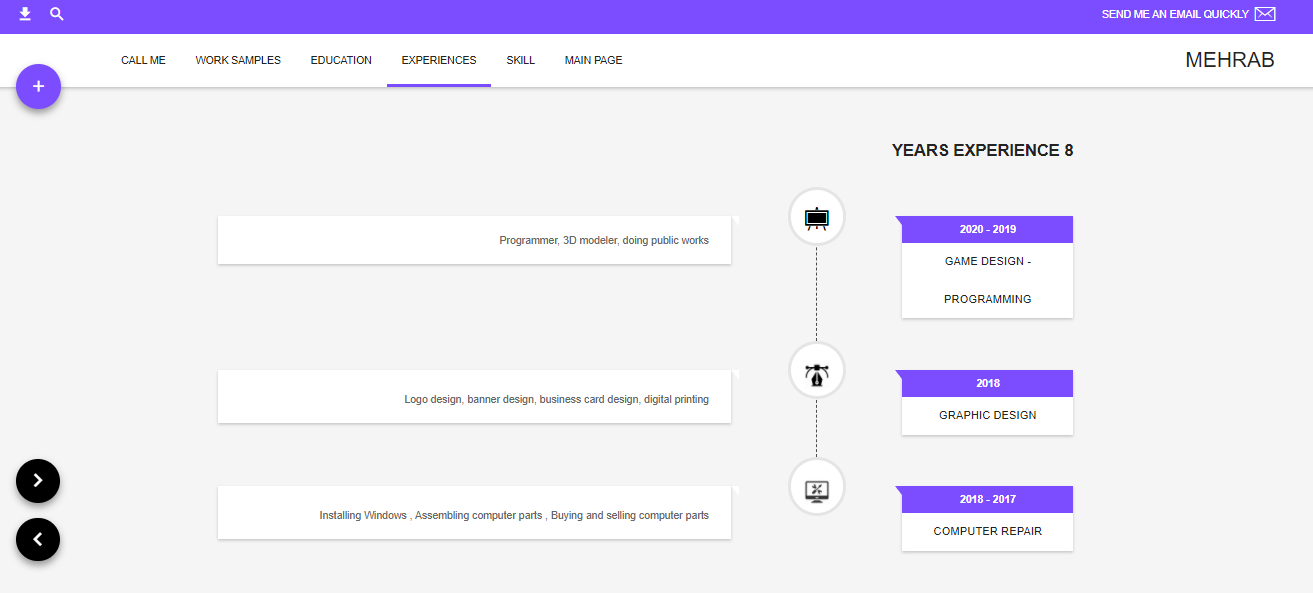 SEND ME AN EMAIL QUICKLY
CALL ME WORK SAMPLES EDUCATION EXPERIENCES SKILL MAIN PAGE MEHRAB
+
YEARS EXPERIENCE 8
Programmer, 3D modeler, doing public works
2020 - 2019
GAME DESIGN -
PROGRAMMING
Logo design, banner design, business card design, digital printing
2018
GRAPHIC DESIGN
Installing Windows , Assembling computer parts , Buying and selling computer parts
2018 - 2017
COMPUTER REPAIR